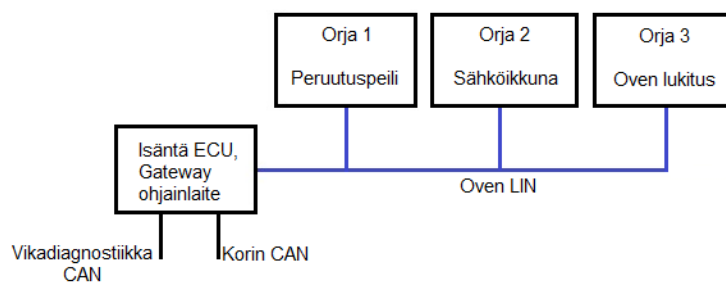 Orja 1
Peruutuspeili
Orja 2
Sähköikkuna
Orja 3
Oven lukitus
Isäntä ECU,
Gateway
ohjainlaite
Oven LIN
Vikadiagnostiikka
CAN
Korin CAN